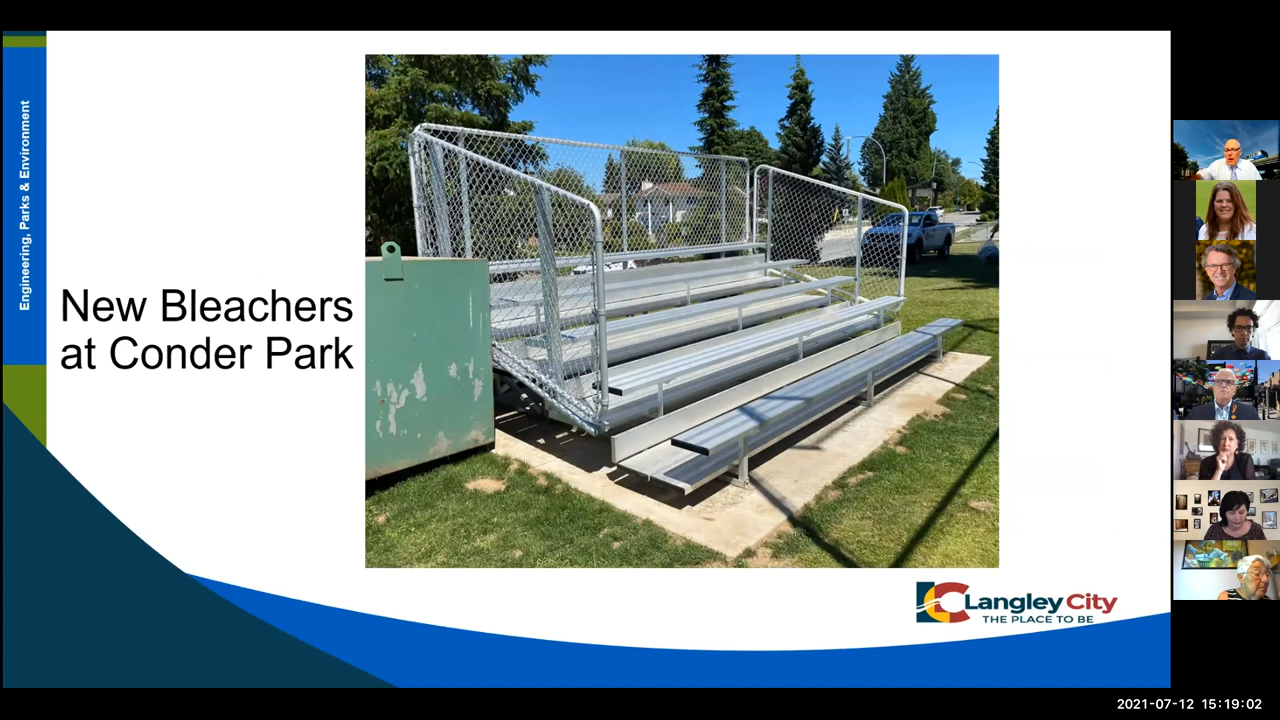 Engineering, Parks & Environment
New Bleachers
at Conder Park
LC Langley City
THE PLACE TO BE
2021-07-12 15:19:02